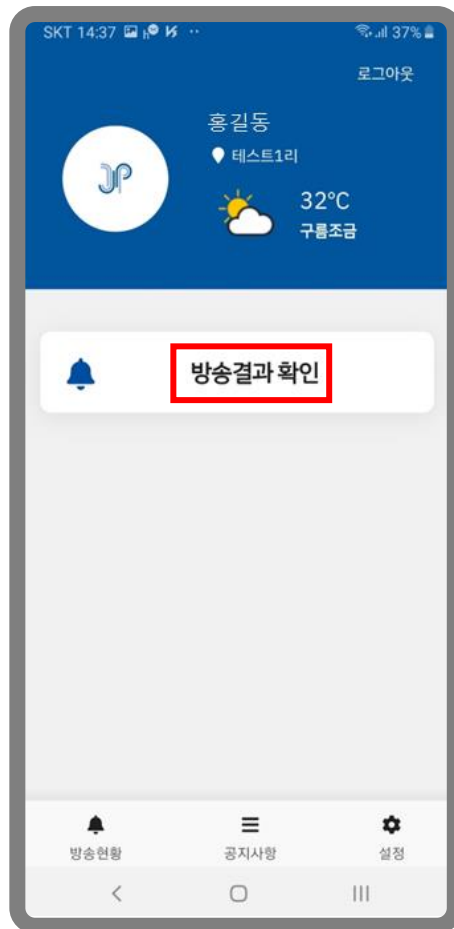 SKT 14:37
37%
로그아웃
홍길동
테스트1리
JP
32°C
구름조금
방송결과 확인
방송현황
공지사항
설정